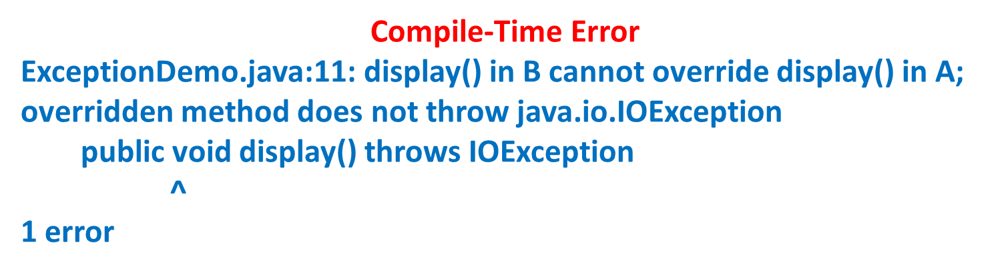 Compile-Time Error
ExceptionDemo.java:11: display() in B cannot override display() in A;
overridden method does not throw java.io.IOException
public void display() throws IOException
^
1 error